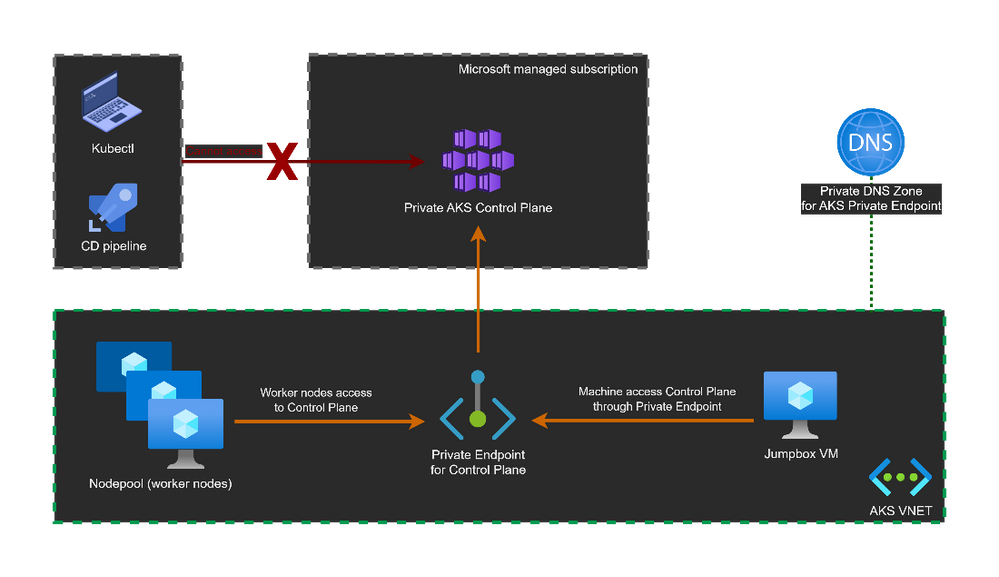 Microsoft managed subscription
Kubectl
CD pipeline
Private AKS Control Plane
DNS
Private DNS Zone
for AKS Private Endpoint
Worker nodes access
to Control Plane
Machine access Control Plane
through Private Endpoint
Private Endpoint
for Control Plane
Nodepool (worker nodes)
Jumpbox VM
AKS VNET